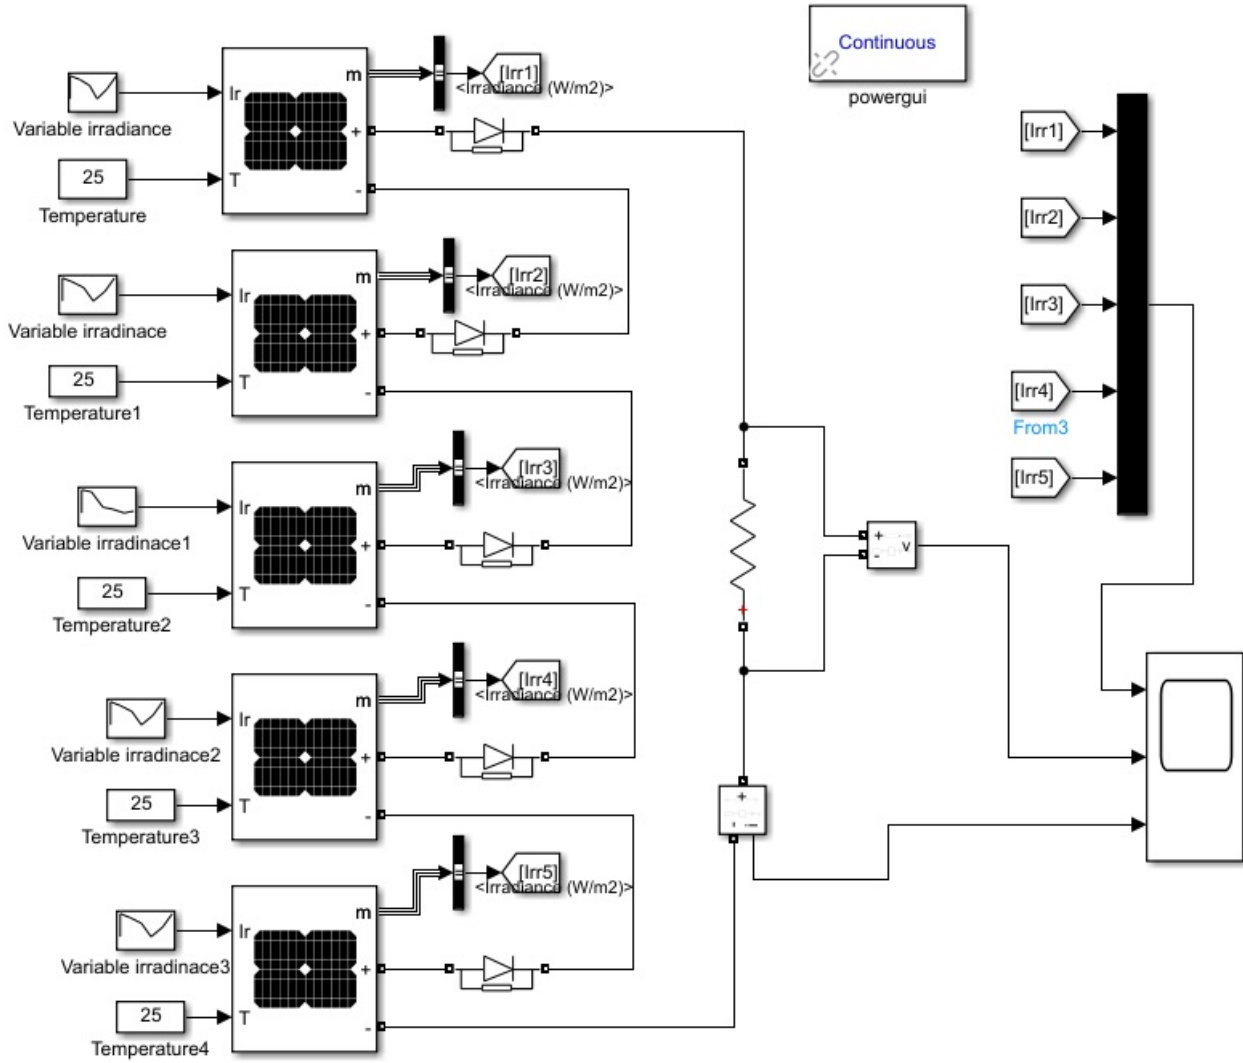 Continuous
powergui
Variable irradiance
25
Temperature
Ir
T
m
+
-
[Irr1]
<Irradiance (W/m2)>
Variable irradinace
25
Temperature1
Ir
T
m
+
-
[Irr2]
<Irradiance (W/m2)>
Variable irradinace1
25
Temperature2
Ir
T
m
+
-
[Irr3]
<Irradiance (W/m2)>
Variable irradinace2
25
Temperature3
Ir
T
m
+
-
[Irr4]
<Irradiance (W/m2)>
Variable irradinace3
25
Temperature4
Ir
T
m
+
-
[Irr5]
<Irradiance (W/m2)>
+
+
-
v
+
[Irr1]
[Irr2]
[Irr3]
[Irr4]
From3
[Irr5]